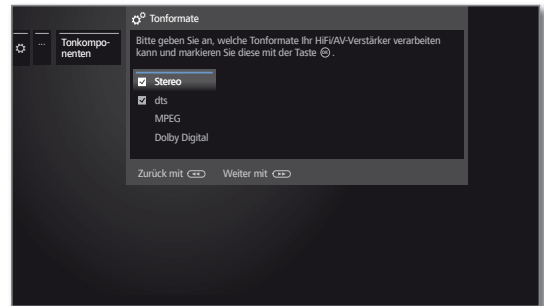 Tonformate
...
Tonkompo-
nenten
Bitte geben Sie an, welche Tonformate Ihr HiFi/AV-Verstärker verarbeiten
kann und markieren Sie diese mit der Taste OK.
Stereo
dts
MPEG
Dolby Digital
Zurück mit
Weiter mit